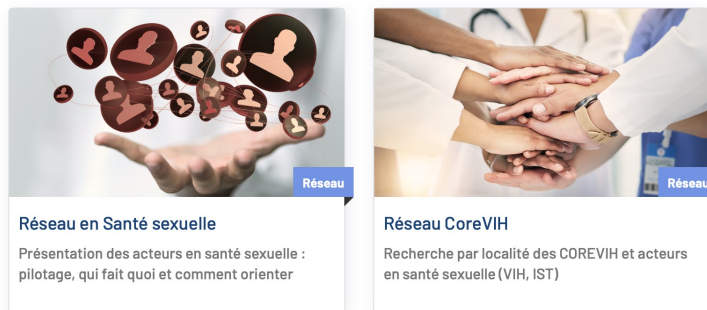 Réseau
Réseau en Santé sexuelle
Présentation des acteurs en santé sexuelle :
pilotage, qui fait quoi et comment orienter
Réseau
Réseau CoreVIH
Recherche par localité des COREVIH et acteurs
en santé sexuelle (VIH, IST)